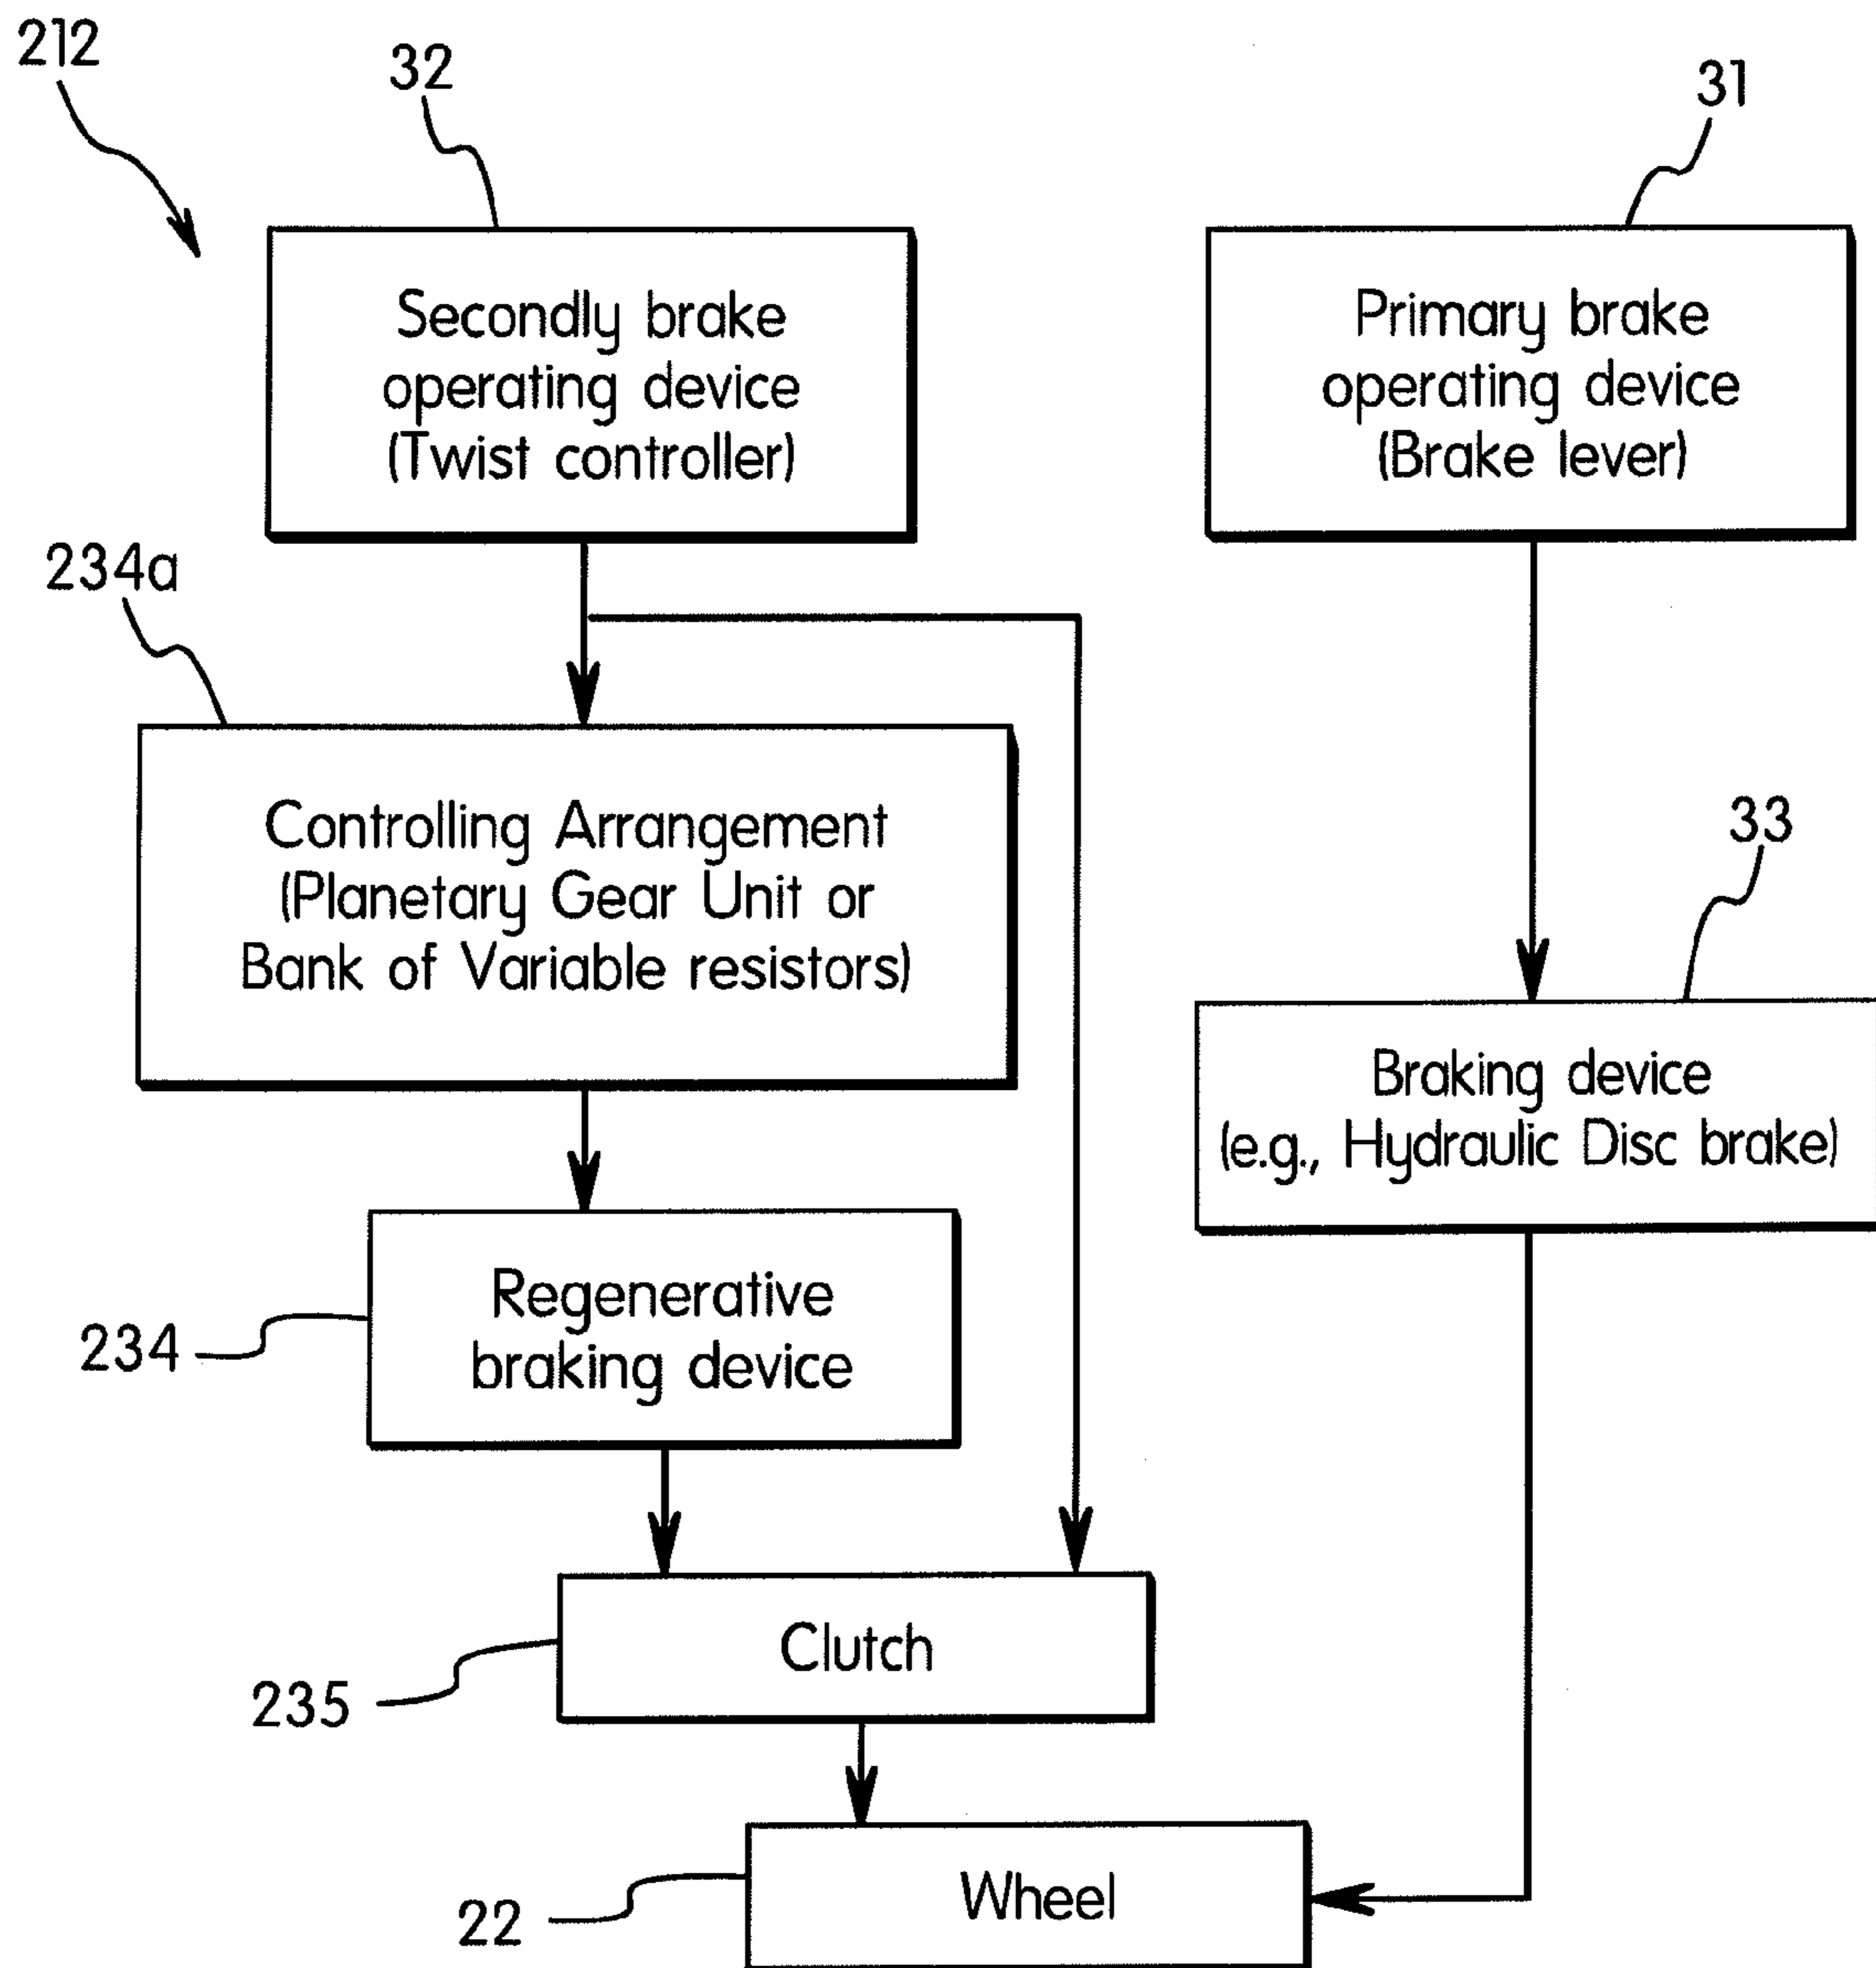 212
32
31
Secondly brake
operating device
(Twist controller)
Primary brake
operating device
(Brake lever)
234a
Controlling Arrangement
(Planetary Gear Unit or
Bank of Variable resistors)
33
Braking device
(e.g., Hydraulic Disc brake)
Regenerative
braking device
234
Clutch
235
Wheel
22